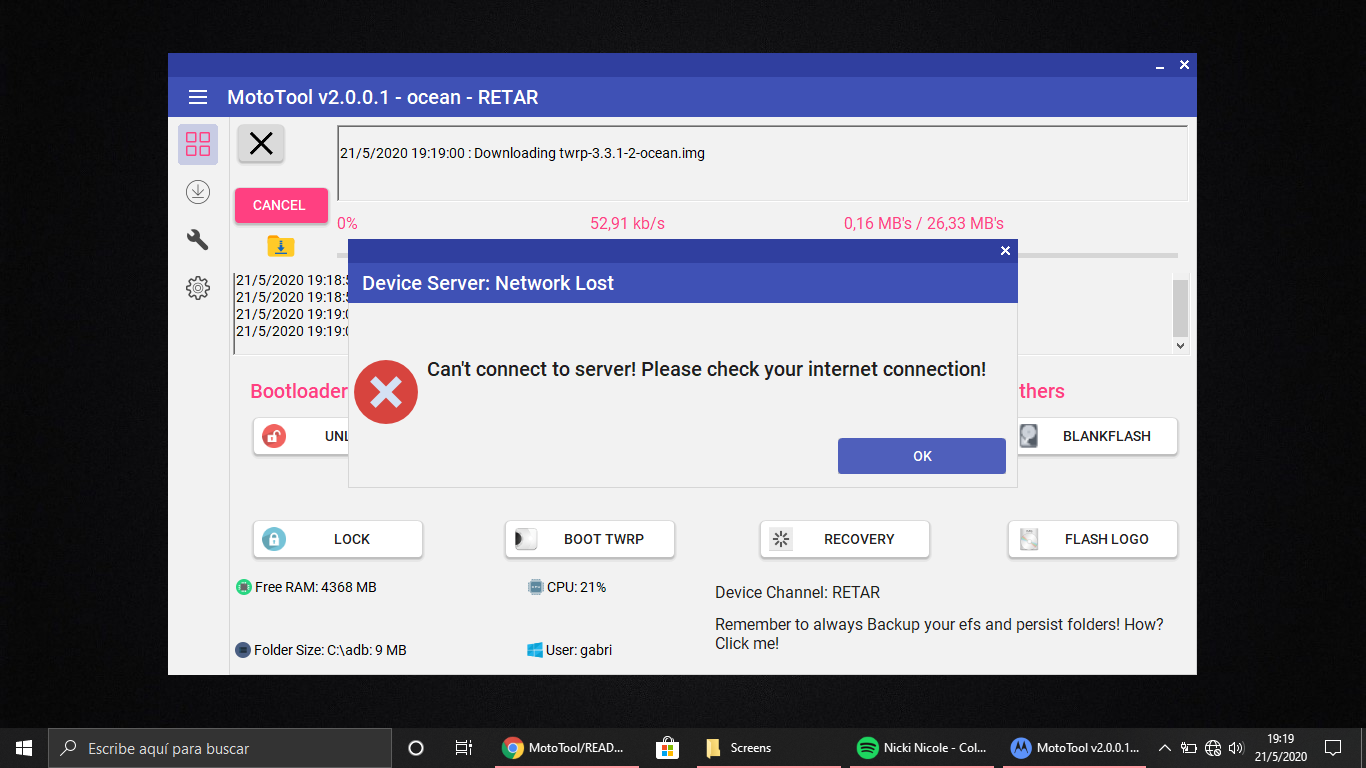 MotoTool v2.0.0.1 - ocean - RETAR
21/5/2020 19:19:00 : Downloading twrp-3.3.1-2-ocean.img
CANCEL
0%
52,91 kb/s
0,16 MB's / 26,33 MB's
Device Server: Network Lost
21/5/2020 19:18:5
21/5/2020 19:18:5
21/5/2020 19:19:0
21/5/2020 19:19:0
Can't connect to server! Please check your internet connection!
OK
Bootloader
thers
UNL
BLANKFLASH
LOCK
BOOT TWRP
RECOVERY
FLASH LOGO
Free RAM: 4368 MB
CPU: 21%
Device Channel: RETAR
Remember to always Backup your efs and persist folders! How?
Click me!
Folder Size: C:\adb: 9 MB
User: gabri
Escribe aquí para buscar
MotoTool/READ...
Screens
Nicki Nicole - Col...
MotoTool v2.0.0.1...
19:19
21/5/2020